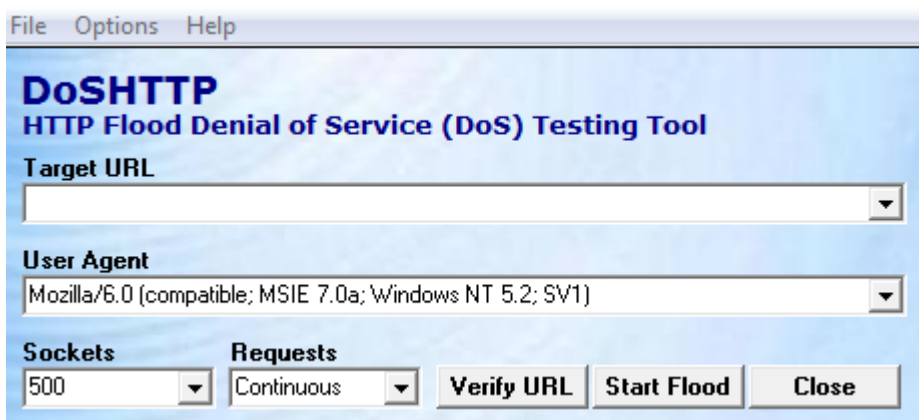 File Options Help
DoSHTTP
HTTP Flood Denial of Service (DoS) Testing Tool
Target URL
User Agent
Mozilla/6.0 (compatible; MSIE 7.0a; Windows NT 5.2; SV1)
Sockets Requests
500 Continuous Verify URL Start Flood Close